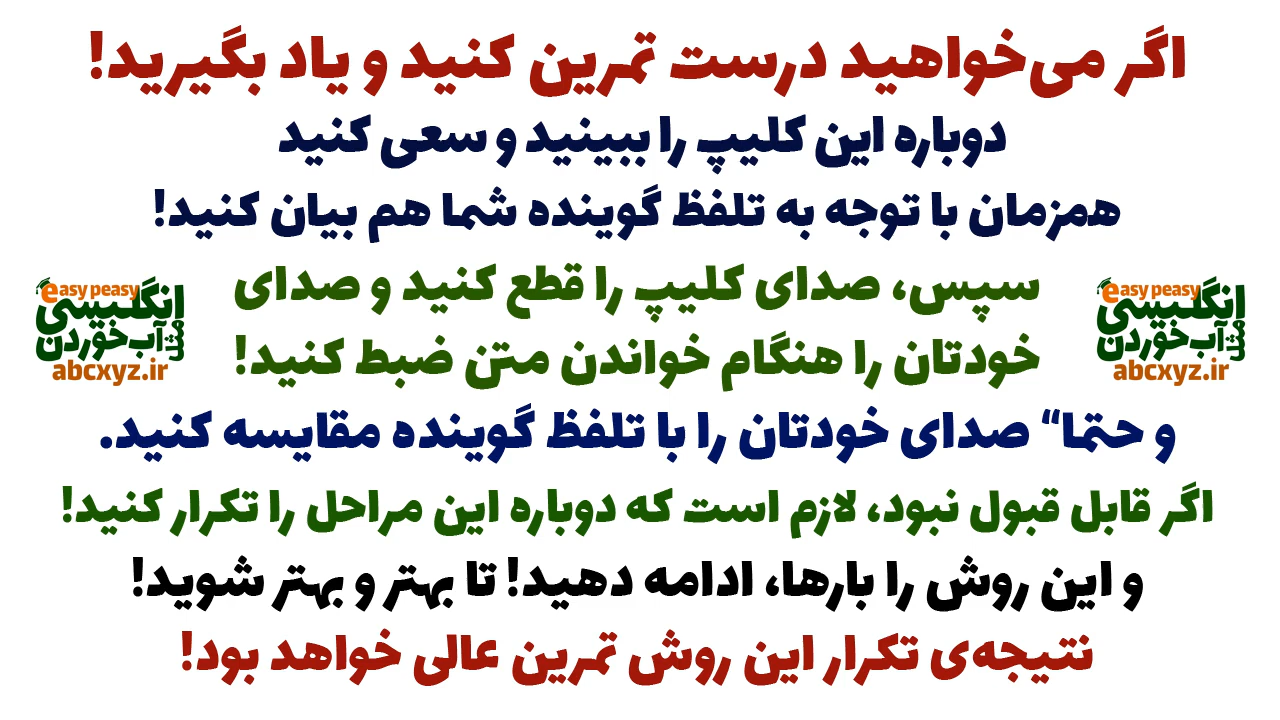 اگر می‌خواهید درست تمرین کنید و یاد بگیرید!
دوباره این کلیپ را ببینید و سعی کنید
همزمان با توجه به تلفظ گوینده شما هم بیان کنید!
سپس، صدای کلیپ را قطع کنید و صدای
خودتان را هنگام خواندن متن ضبط کنید!
easy peasy
انگلیسی
مثل آب‌خوردن
abcxyz.ir
easy peasy
انگلیسی
مثل آب‌خوردن
abcxyz.ir
و حتما“ صدای خودتان را با تلفظ گوینده مقایسه کنید.
اگر قابل قبول نبود، لازم است که دوباره این مراحل را تکرار کنید!
و این روش را بارها، ادامه دهید! تا بهتر و بهتر شوید!
نتیجه‌ی تکرار این روش تمرین عالی خواهد بود!